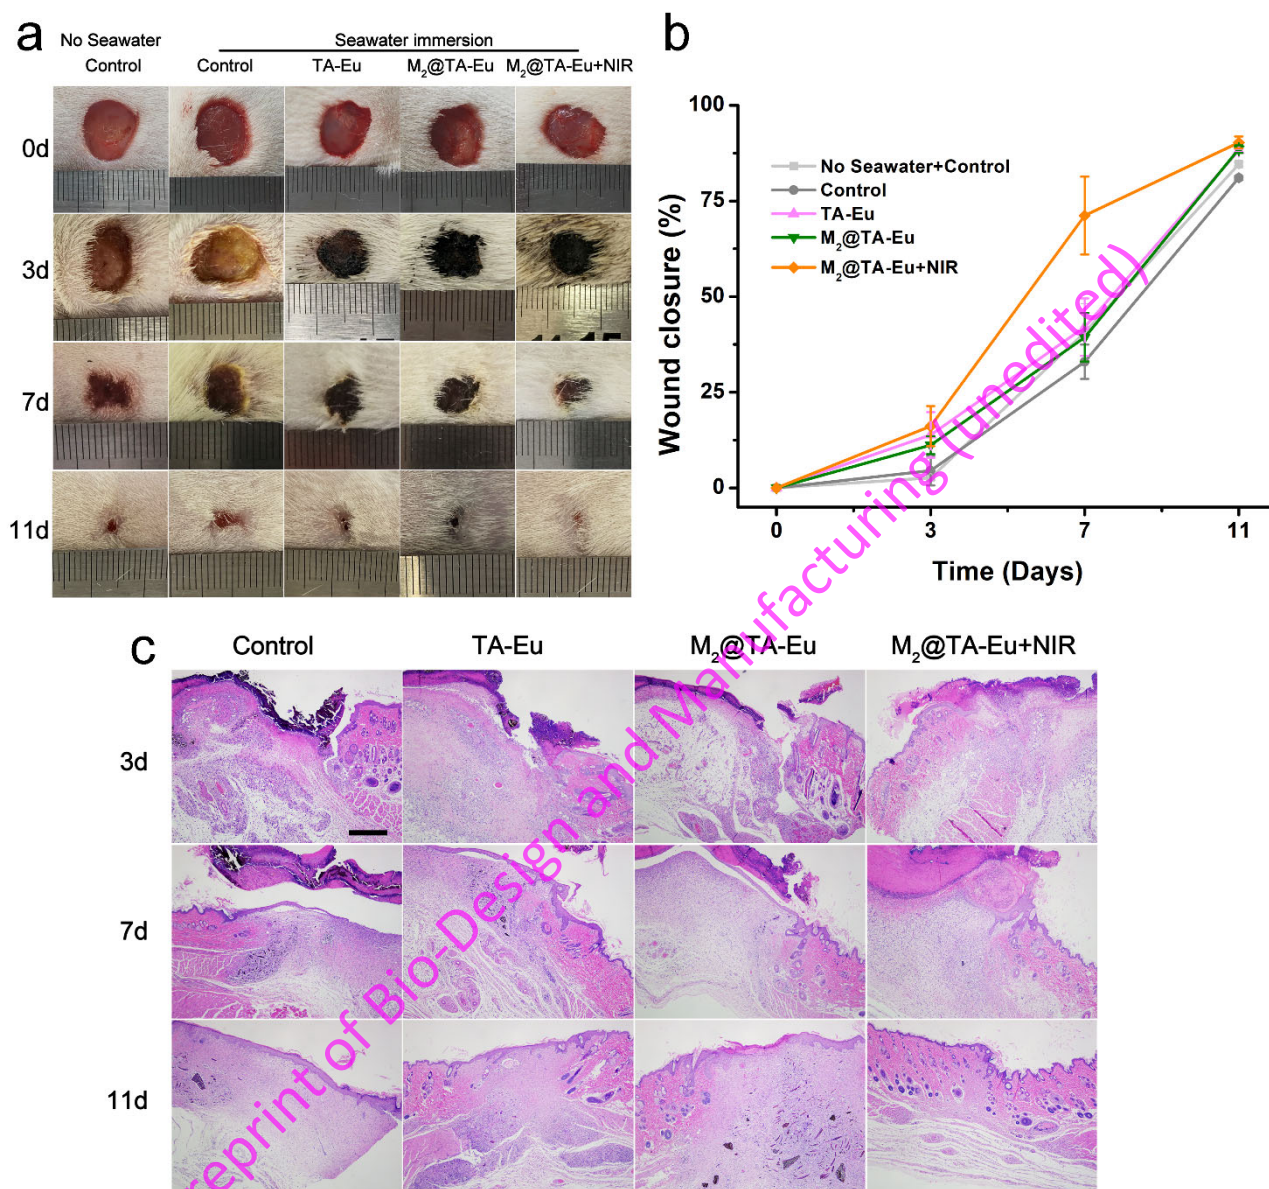 a
No Seawater
Seawater immersion
Control
Control
TA-Eu
M₂@TA-Eu
M₂@TA-Eu+NIR
0d
3d
7d
11d
b
100
75
50
25
0
No Seawater+Control
Control
TA-Eu
M₂@TA-Eu
M₂@TA-Eu+NIR
Wound closure (%)
0
3
7
11
Time (Days)
c
Control
TA-Eu
M₂@TA-Eu
M₂@TA-Eu+NIR
3d
7d
11d
reprint of Bio-Design and Manufacturing (unedited)